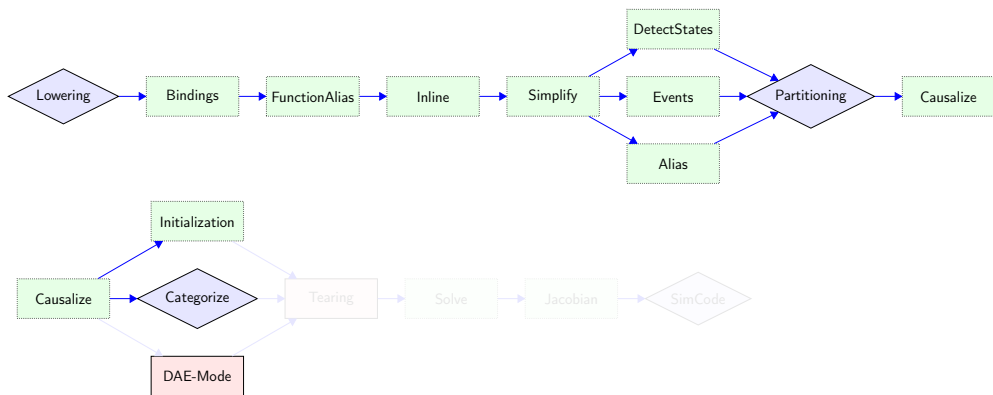 DetectStates
Lowering
Bindings
FunctionAlias
Inline
Simplify
Events
Partitioning
Causalize
Alias
Initialization
Causalize
Categorize
Tearing
Solve
Jacobian
SimCode
DAE-Mode